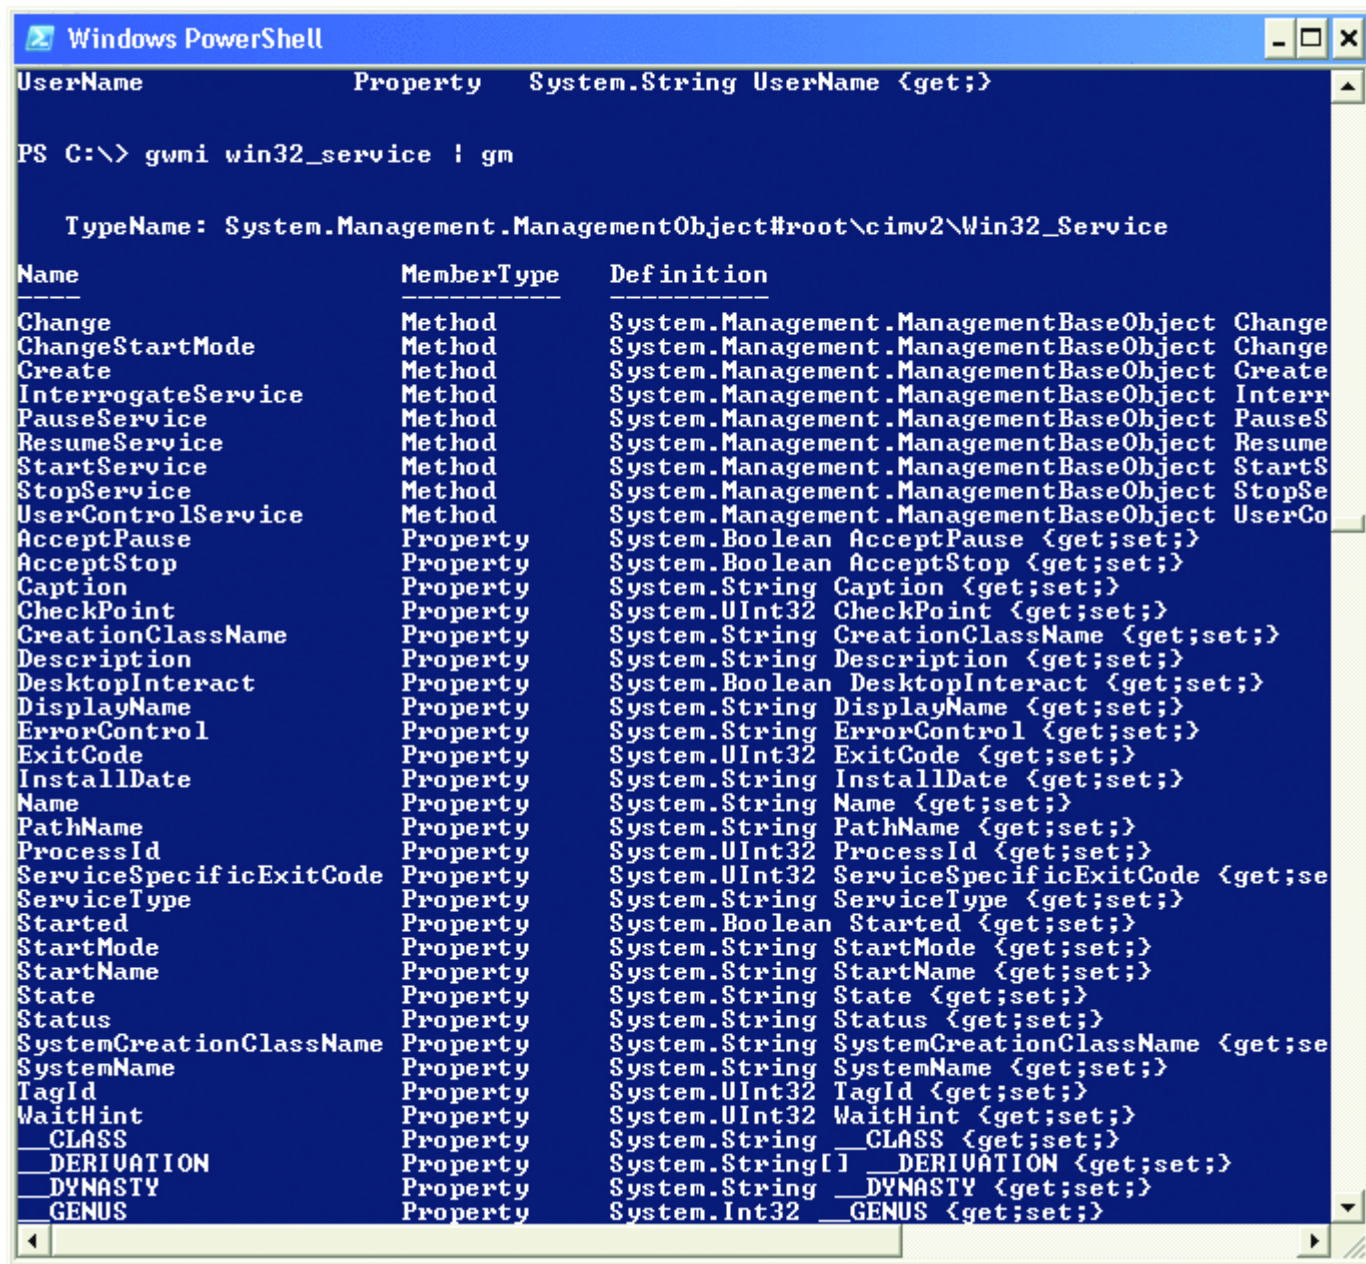 Windows PowerShell
UserName Property System.String UserName {get;}
PS C:\> gwmi win32_service | gm
TypeName: System.Management.ManagementObject#root\cimv2\Win32_Service
Name MemberType Definition
---- ---------- ----------
Change Method System.Management.ManagementBaseObject Change
ChangeStartMode Method System.Management.ManagementBaseObject Change
Create Method System.Management.ManagementBaseObject Create
InterrogateService Method System.Management.ManagementBaseObject Interr
PauseService Method System.Management.ManagementBaseObject PauseS
ResumeService Method System.Management.ManagementBaseObject Resume
StartService Method System.Management.ManagementBaseObject StartS
StopService Method System.Management.ManagementBaseObject StopSe
UserControlService Method System.Management.ManagementBaseObject UserCo
AcceptPause Property System.Boolean AcceptPause {get;set;}
AcceptStop Property System.Boolean AcceptStop {get;set;}
Caption Property System.String Caption {get;set;}
CheckPoint Property System.UInt32 CheckPoint {get;set;}
CreationClassName Property System.String CreationClassName {get;set;}
Description Property System.String Description {get;set;}
DesktopInteract Property System.Boolean DesktopInteract {get;set;}
DisplayName Property System.String DisplayName {get;set;}
ErrorControl Property System.String ErrorControl {get;set;}
ExitCode Property System.UInt32 ExitCode {get;set;}
InstallDate Property System.String InstallDate {get;set;}
Name Property System.String Name {get;set;}
PathName Property System.String PathName {get;set;}
ProcessId Property System.UInt32 ProcessId {get;set;}
ServiceSpecificExitCode Property System.UInt32 ServiceSpecificExitCode {get;se
ServiceType Property System.String ServiceType {get;set;}
Started Property System.Boolean Started {get;set;}
StartMode Property System.String StartMode {get;set;}
StartName Property System.String StartName {get;set;}
State Property System.String State {get;set;}
Status Property System.String Status {get;set;}
SystemCreationClassName Property System.String SystemCreationClassName {get;se
SystemName Property System.String SystemName {get;set;}
TagId Property System.UInt32 TagId {get;set;}
WaitHint Property System.UInt32 WaitHint {get;set;}
__CLASS Property System.String __CLASS {get;set;}
__DERIVATION Property System.String[] __DERIVATION {get;set;}
__DYNASTY Property System.String __DYNASTY {get;set;}
__GENUS Property System.Int32 __GENUS {get;set;}